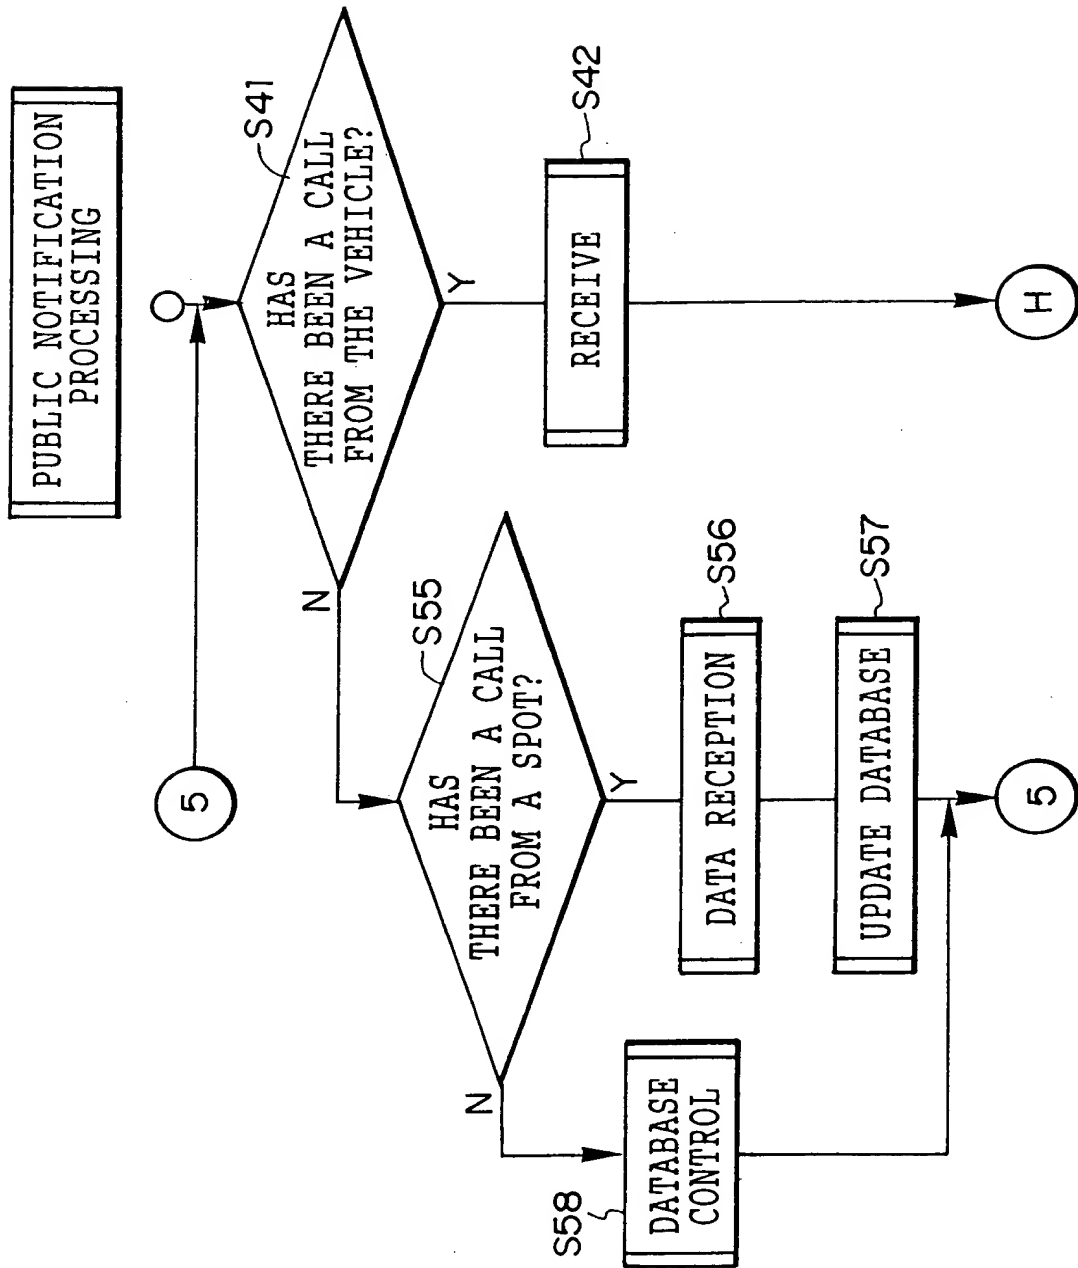 PUBLIC NOTIFICATION
PROCESSING
5
S41
HAS
THERE BEEN A CALL
FROM THE VEHICLE?
N
Y
S42
RECEIVE
H
S55
HAS
THERE BEEN A CALL
FROM A SPOT?
N
Y
S56
DATA RECEPTION
S57
UPDATE DATABASE
S58
DATABASE
CONTROL
5